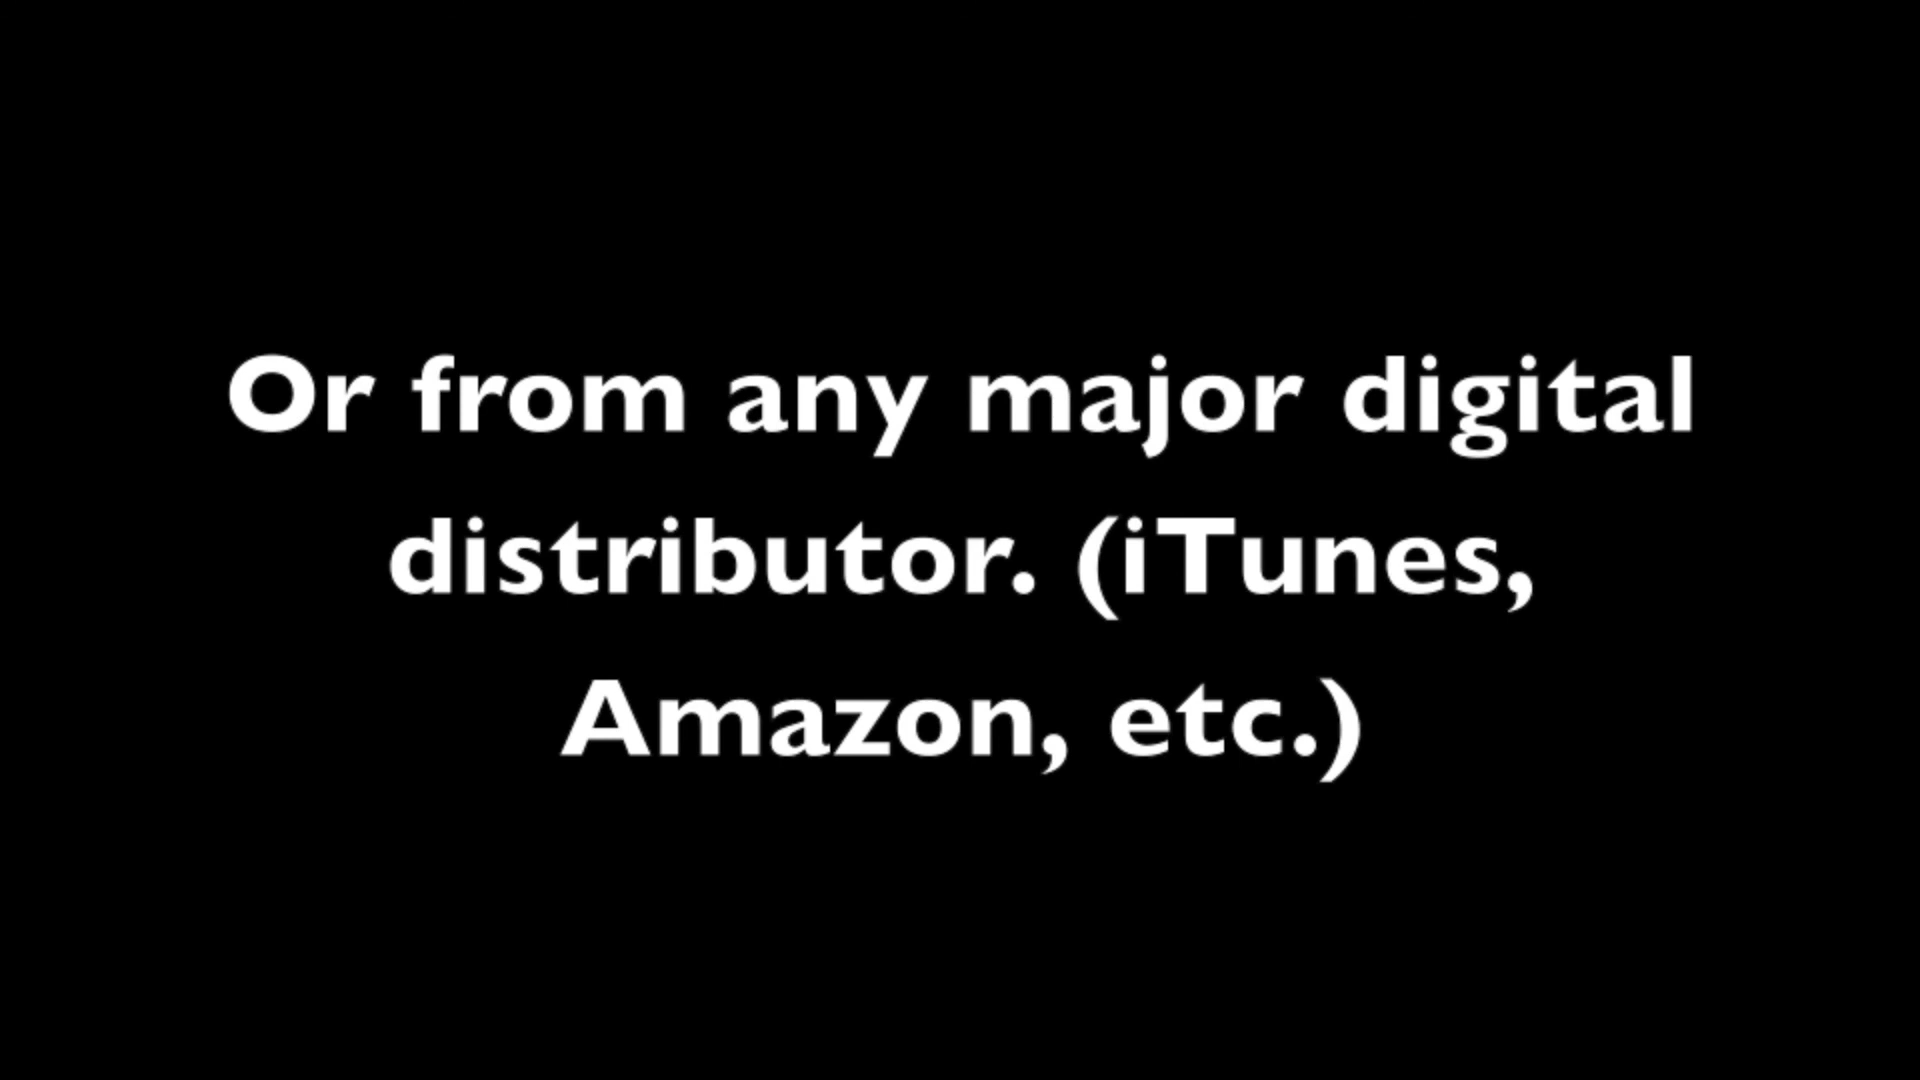 Or from any major digital
distributor. (iTunes,
Amazon, etc.)